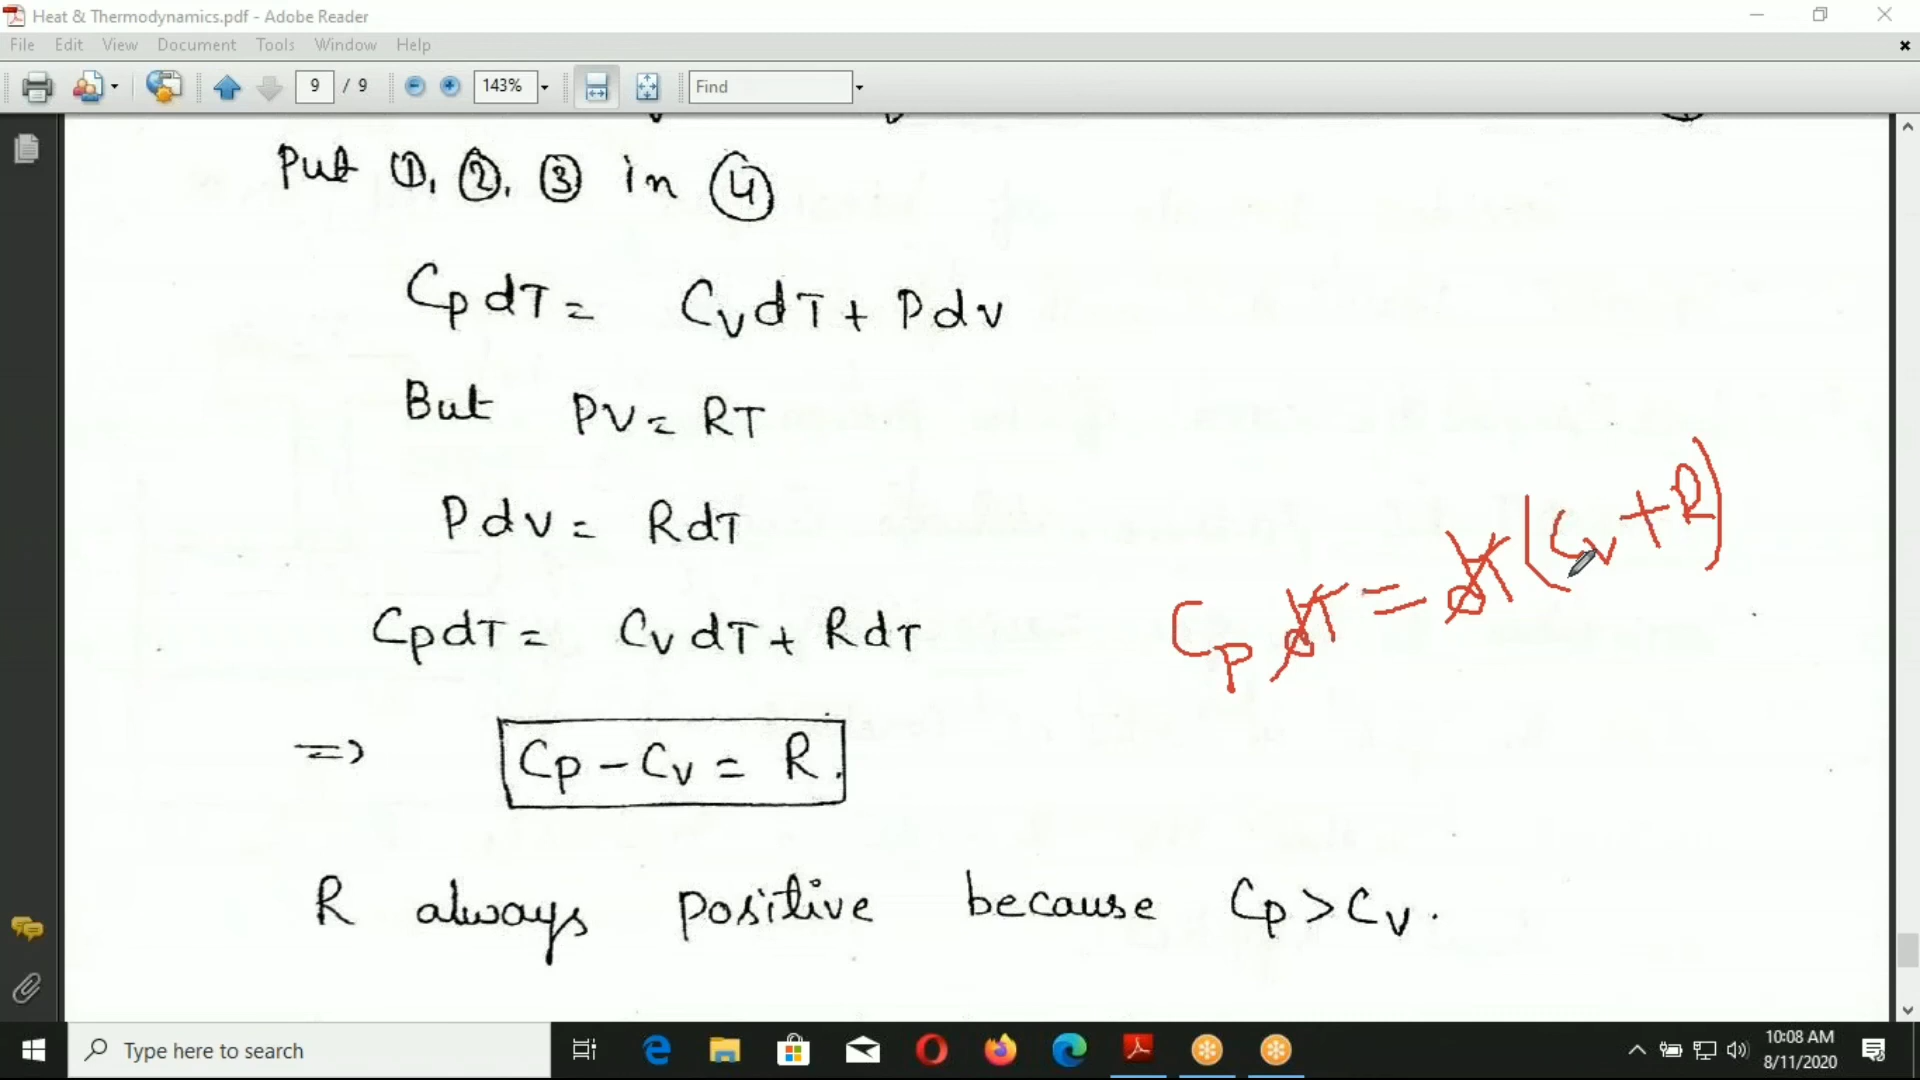 Heat & Thermodynamics.pdf - Adobe Reader
File Edit View Document Tools Window Help
9 / 9 143% Find
Put ①, ②, ③ in ④
CpdT = CvdT + Pdv
But PV = RT
Pdv = RdT
CpdT = CvdT + RdT
Cp dT = dT (Cv + R)
=> Cp - Cv = R.
R always positive because Cp > Cv.
Type here to search
10:08 AM
8/11/2020